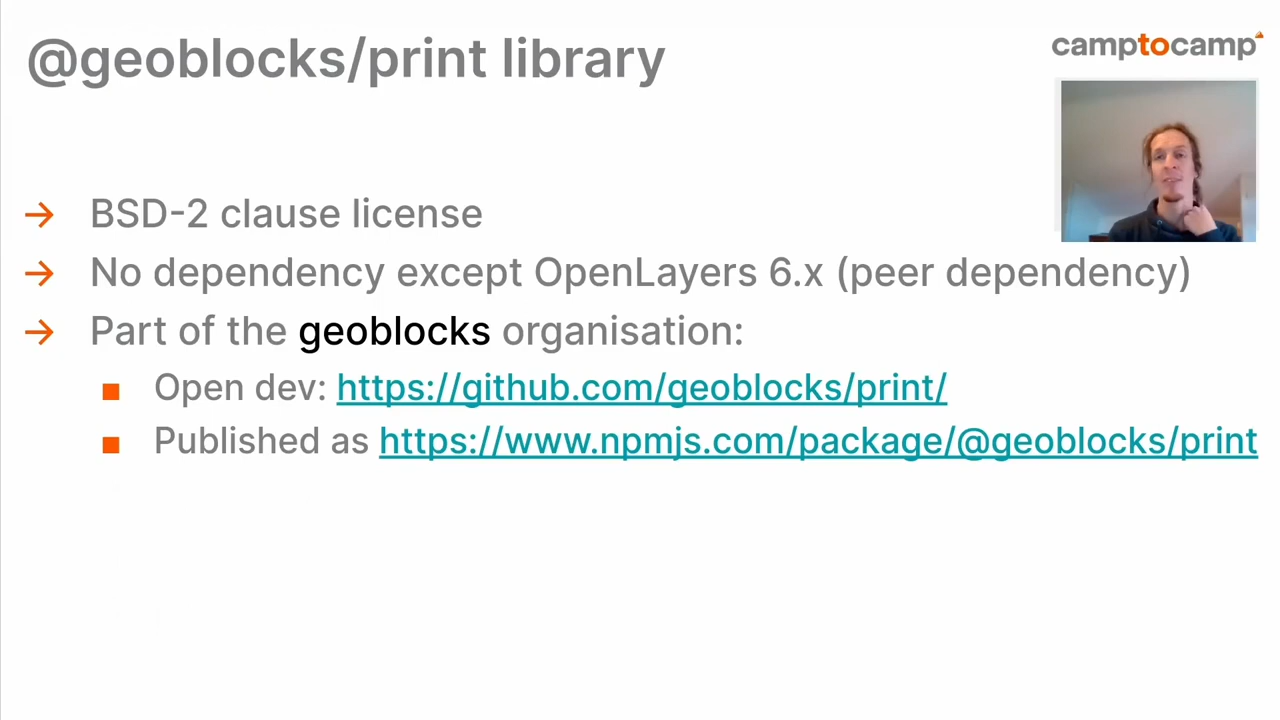 @geoblocks/print library
camptocamp
→ BSD-2 clause license
→ No dependency except OpenLayers 6.x (peer dependency)
→ Part of the geoblocks organisation:
■ Open dev: https://github.com/geoblocks/print/
■ Published as https://www.npmjs.com/package/@geoblocks/print